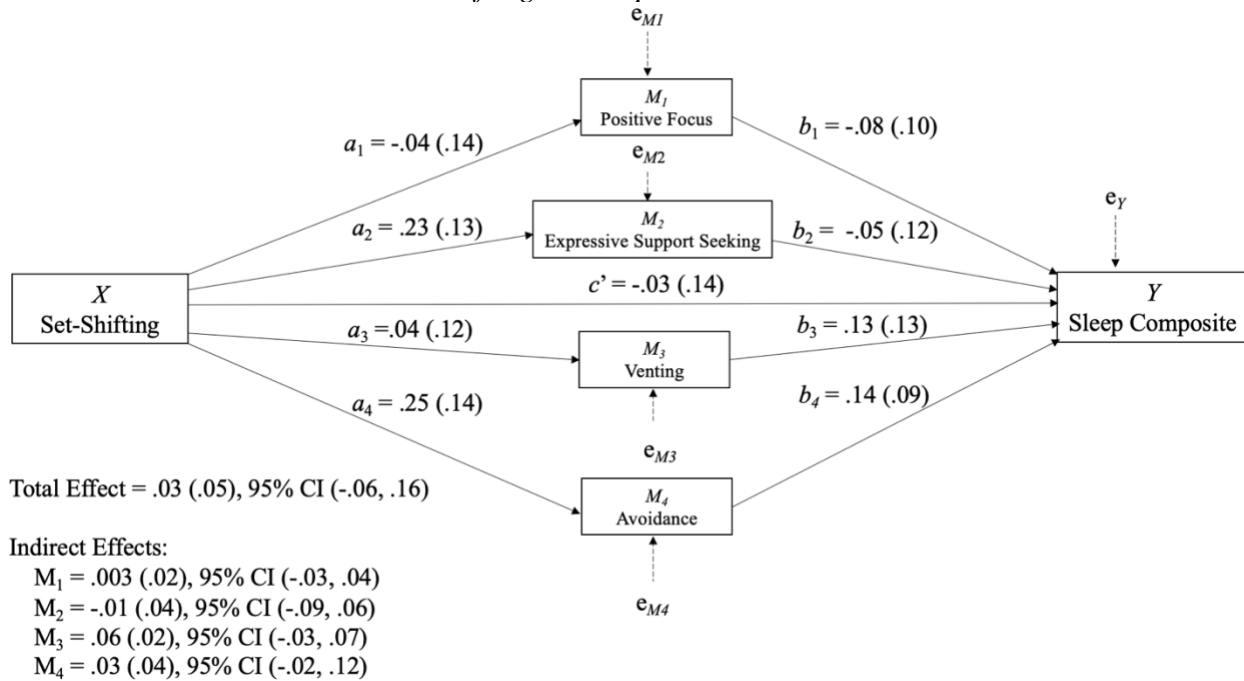 e_M1
M_1
Positive Focus
a_1 = -.04 (.14)
b_1 = -.08 (.10)
e_M2
M_2
Expressive Support Seeking
a_2 = .23 (.13)
b_2 = -.05 (.12)
e_Y
X
Set-Shifting
c’ = -.03 (.14)
Y
Sleep Composite
a_3 =.04 (.12)
b_3 = .13 (.13)
M_3
Venting
a_4 = .25 (.14)
b_4 = .14 (.09)
e_M3
M_4
Avoidance
e_M4
Total Effect = .03 (.05), 95% CI (-.06, .16)
Indirect Effects:
M_1 = .003 (.02), 95% CI (-.03, .04)
M_2 = -.01 (.04), 95% CI (-.09, .06)
M_3 = .06 (.02), 95% CI (-.03, .07)
M_4 = .03 (.04), 95% CI (-.02, .12)